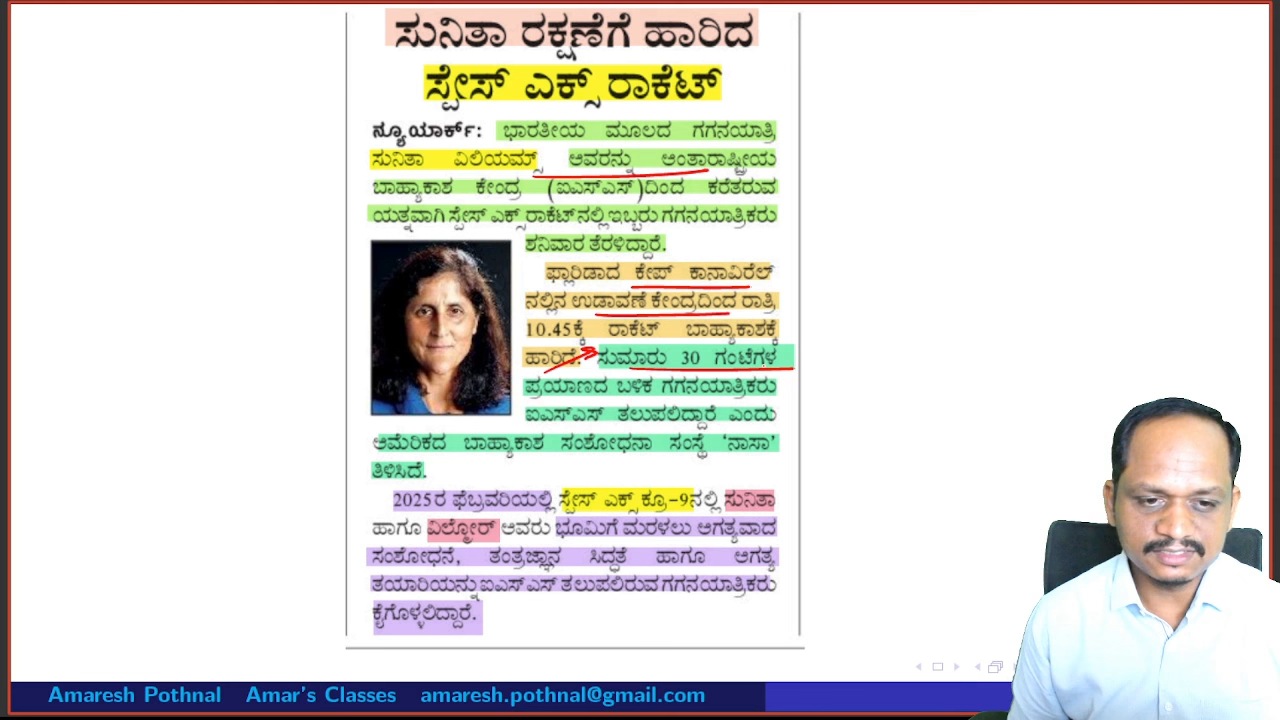 ಸುನಿತಾ ರಕ್ಷಣೆಗೆ ಹಾರಿದ
ಸ್ಪೇಸ್ ಎಕ್ಸ್ ರಾಕೆಟ್
ನ್ಯೂಯಾರ್ಕ್: ಭಾರತೀಯ ಮೂಲದ ಗಗನಯಾತ್ರಿ
ಸುನಿತಾ ವಿಲಿಯಮ್ಸ್ ಅವರನ್ನು ಅಂತಾರಾಷ್ಟ್ರೀಯ
ಬಾಹ್ಯಾಕಾಶ ಕೇಂದ್ರ (ಐಎಸ್ಎಸ್)ದಿಂದ ಕರೆತರುವ
ಯತ್ನವಾಗಿ ಸ್ಪೇಸ್ ಎಕ್ಸ್ ರಾಕೆಟ್‌ನಲ್ಲಿ ಇಬ್ಬರು ಗಗನಯಾತ್ರಿಕರು
ಶನಿವಾರ ತೆರಳಿದ್ದಾರೆ.
ಫ್ಲಾರಿಡಾದ ಕೇಪ್ ಕಾನಾವಿರೆಲ್
ನಲ್ಲಿನ ಉಡಾವಣೆ ಕೇಂದ್ರದಿಂದ ರಾತ್ರಿ
10.45ಕ್ಕೆ ರಾಕೆಟ್ ಬಾಹ್ಯಾಕಾಶಕ್ಕೆ
ಹಾರಿದೆ. ಸುಮಾರು 30 ಗಂಟೆಗಳ
ಪ್ರಯಾಣದ ಬಳಿಕ ಗಗನಯಾತ್ರಿಕರು
ಐಎಸ್ಎಸ್ ತಲುಪಲಿದ್ದಾರೆ ಎಂದು
ಅಮೆರಿಕದ ಬಾಹ್ಯಾಕಾಶ ಸಂಶೋಧನಾ ಸಂಸ್ಥೆ ‘ನಾಸಾ’
ತಿಳಿಸಿದೆ.
2025ರ ಫೆಬ್ರವರಿಯಲ್ಲಿ ಸ್ಪೇಸ್ ಎಕ್ಸ್ ಕ್ರೂ-9ನಲ್ಲಿ ಸುನಿತಾ
ಹಾಗೂ ವಿಲ್ಮೋರ್ ಅವರು ಭೂಮಿಗೆ ಮರಳಲು ಅಗತ್ಯವಾದ
ಸಂಶೋಧನೆ, ತಂತ್ರಜ್ಞಾನ ಸಿದ್ಧತೆ ಹಾಗೂ ಅಗತ್ಯ
ತಯಾರಿಯನ್ನು ಐಎಸ್ಎಸ್ ತಲುಪಲಿರುವ ಗಗನಯಾತ್ರಿಕರು
ಕೈಗೊಳ್ಳಲಿದ್ದಾರೆ.
Amaresh Pothnal Amar's Classes amaresh.pothnal@gmail.com